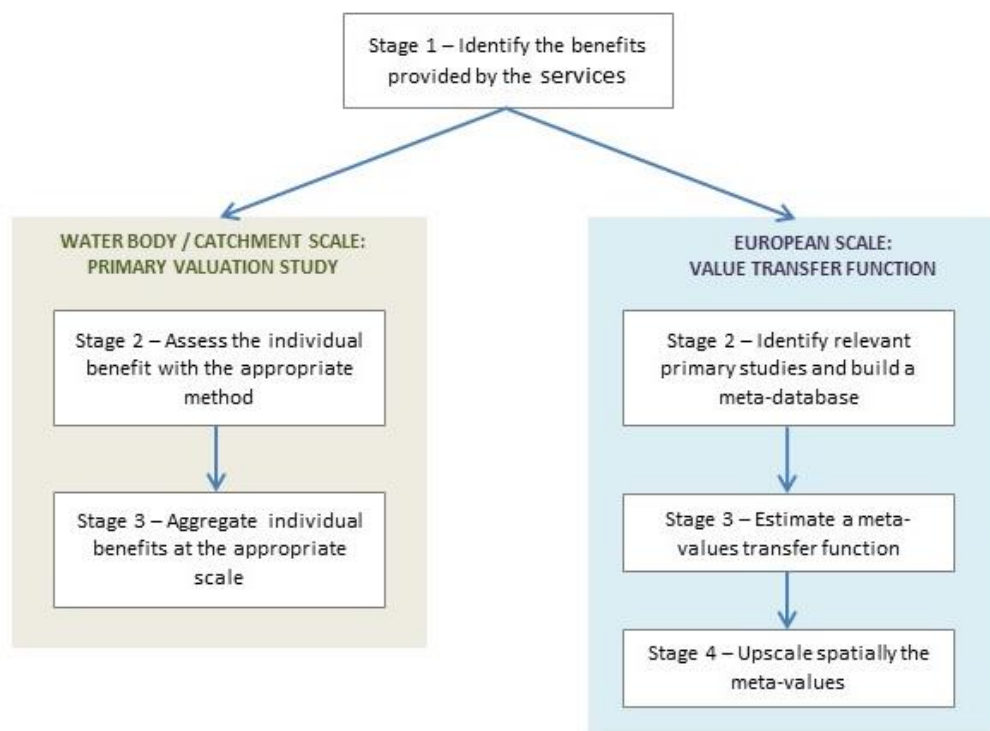 Stage 1 – Identify the benefits
provided by the services
WATER BODY / CATCHMENT SCALE:
PRIMARY VALUATION STUDY
Stage 2 – Assess the individual
benefit with the appropriate
method
Stage 3 – Aggregate individual
benefits at the appropriate
scale
EUROPEAN SCALE:
VALUE TRANSFER FUNCTION
Stage 2 – Identify relevant
primary studies and build a
meta-database
Stage 3 – Estimate a meta-
values transfer function
Stage 4 – Upscale spatially the
meta-values